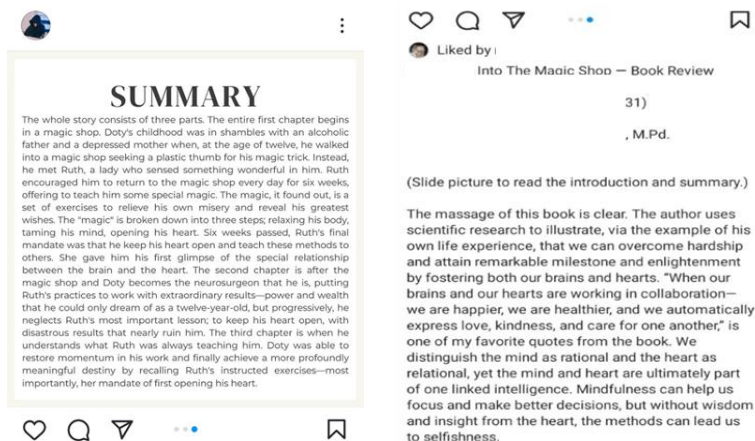 SUMMARY
The whole story consists of three parts. The entire first chapter begins
in a magic shop. Doty's childhood was in shambles with an alcoholic
father and a depressed mother when, at the age of twelve, he walked
into a magic shop seeking a plastic thumb for his magic trick. Instead,
he met Ruth, a lady who sensed something wonderful in him. Ruth
encouraged him to return to the magic shop every day for six weeks,
offering to teach him some special magic. The magic, it found out, is a
set of exercises to relieve his own misery and reveal his greatest
wishes. The "magic" is broken down into three steps; relaxing his body,
taming his mind, opening his heart. Six weeks passed, Ruth's final
mandate was that he keep his heart open and teach these methods to
others. She gave him his first glimpse of the special relationship
between the brain and the heart. The second chapter is after the
magic shop and Doty becomes the neurosurgeon that he is, putting
Ruth's practices to work with extraordinary results—power and wealth
that he could only dream of as a twelve-year-old, but progressively, he
neglects Ruth's most important lesson; to keep his heart open, with
disastrous results that nearly ruin him. The third chapter is when he
understands what Ruth was always teaching him. Doty was able to
restore momentum in his work and finally achieve a more profoundly
meaningful destiny by recalling Ruth's instructed exercises—most
importantly, her mandate of first opening his heart.
Liked by
Into The Magic Shop — Book Review
31)
, M.Pd.
(Slide picture to read the introduction and summary.)
The massage of this book is clear. The author uses
scientific research to illustrate, via the example of his
own life experience, that we can overcome hardship
and attain remarkable milestone and enlightenment
by fostering both our brains and hearts. "When our
brains and our hearts are working in collaboration—
we are happier, we are healthier, and we automatically
express love, kindness, and care for one another," is
one of my favorite quotes from the book. We
distinguish the mind as rational and the heart as
relational, yet the mind and heart are ultimately part
of one linked intelligence. Mindfulness can help us
focus and make better decisions, but without wisdom
and insight from the heart, the methods can lead us
to selfishness.